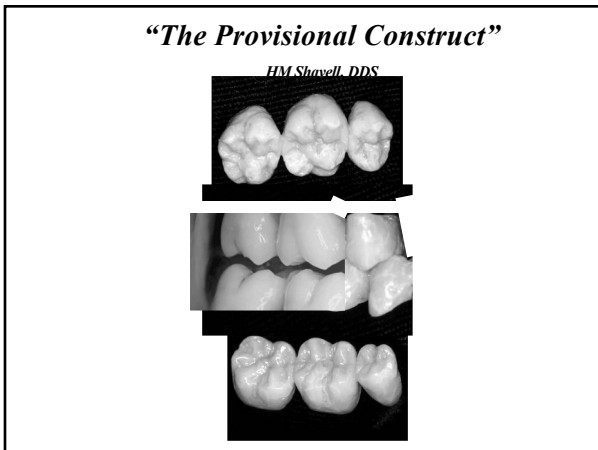 “The Provisional Construct”
HM Shavell, DDS